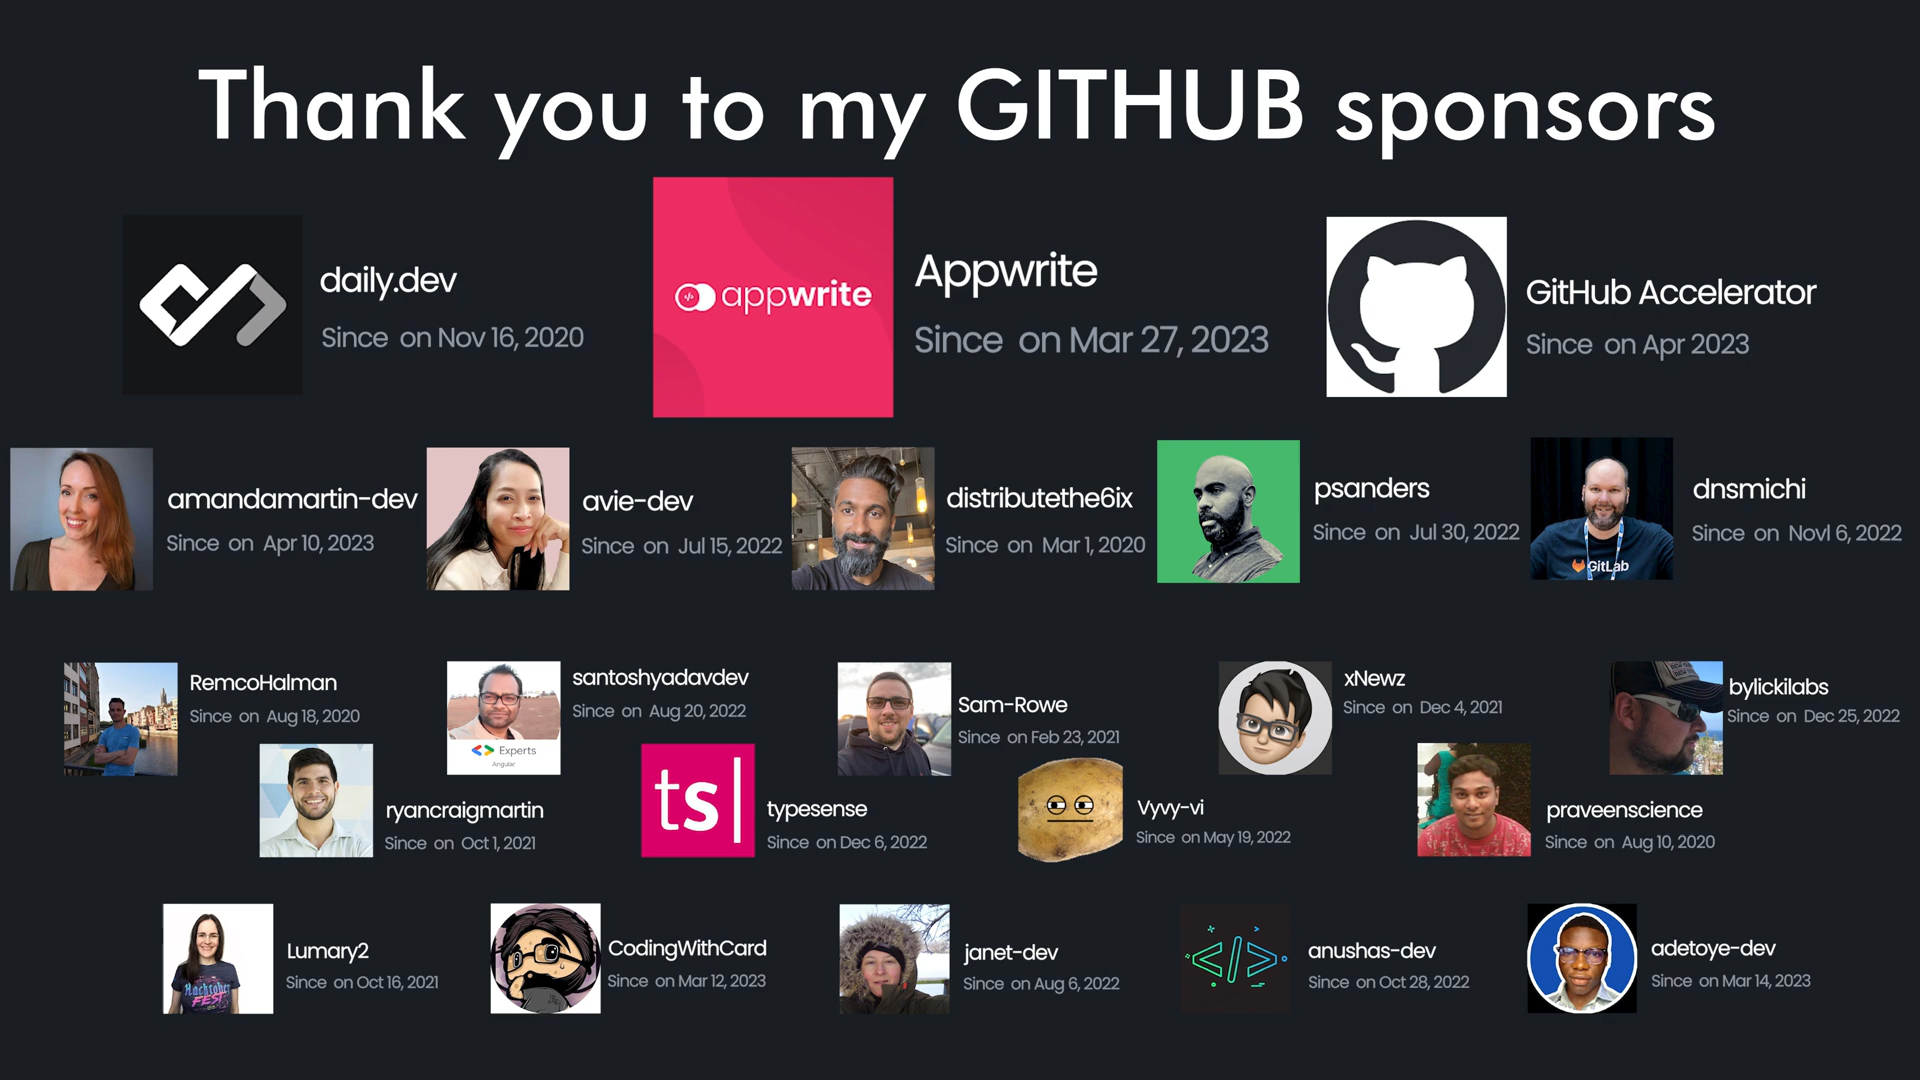 Thank you to my GITHUB sponsors
daily.dev
Since on Nov 16, 2020
appwrite
Appwrite
Since on Mar 27, 2023
GitHub Accelerator
Since on Apr 2023
amandamartin-dev
Since on Apr 10, 2023
avie-dev
Since on Jul 15, 2022
distributethe6ix
Since on Mar 1, 2020
psanders
Since on Jul 30, 2022
GitLab
dnsmichi
Since on Novl 6, 2022
RemcoHalman
Since on Aug 18, 2020
Experts
Angular
santoshyadavdev
Since on Aug 20, 2022
Sam-Rowe
Since on Feb 23, 2021
xNewz
Since on Dec 4, 2021
bylickilabs
Since on Dec 25, 2022
ryancraigmartin
Since on Oct 1, 2021
ts
typesense
Since on Dec 6, 2022
Vyvy-vi
Since on May 19, 2022
praveenscience
Since on Aug 10, 2020
Hacktober
FEST
Lumary2
Since on Oct 16, 2021
CodingWithCard
Since on Mar 12, 2023
janet-dev
Since on Aug 6, 2022
</>
anushas-dev
Since on Oct 28, 2022
adetoye-dev
Since on Mar 14, 2023